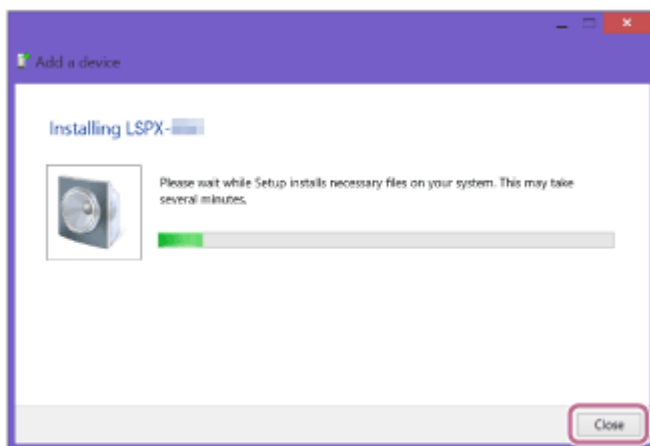 Add a device
Installing LSPX-
Please wait while Setup installs necessary files on your system. This may take
several minutes.
Close